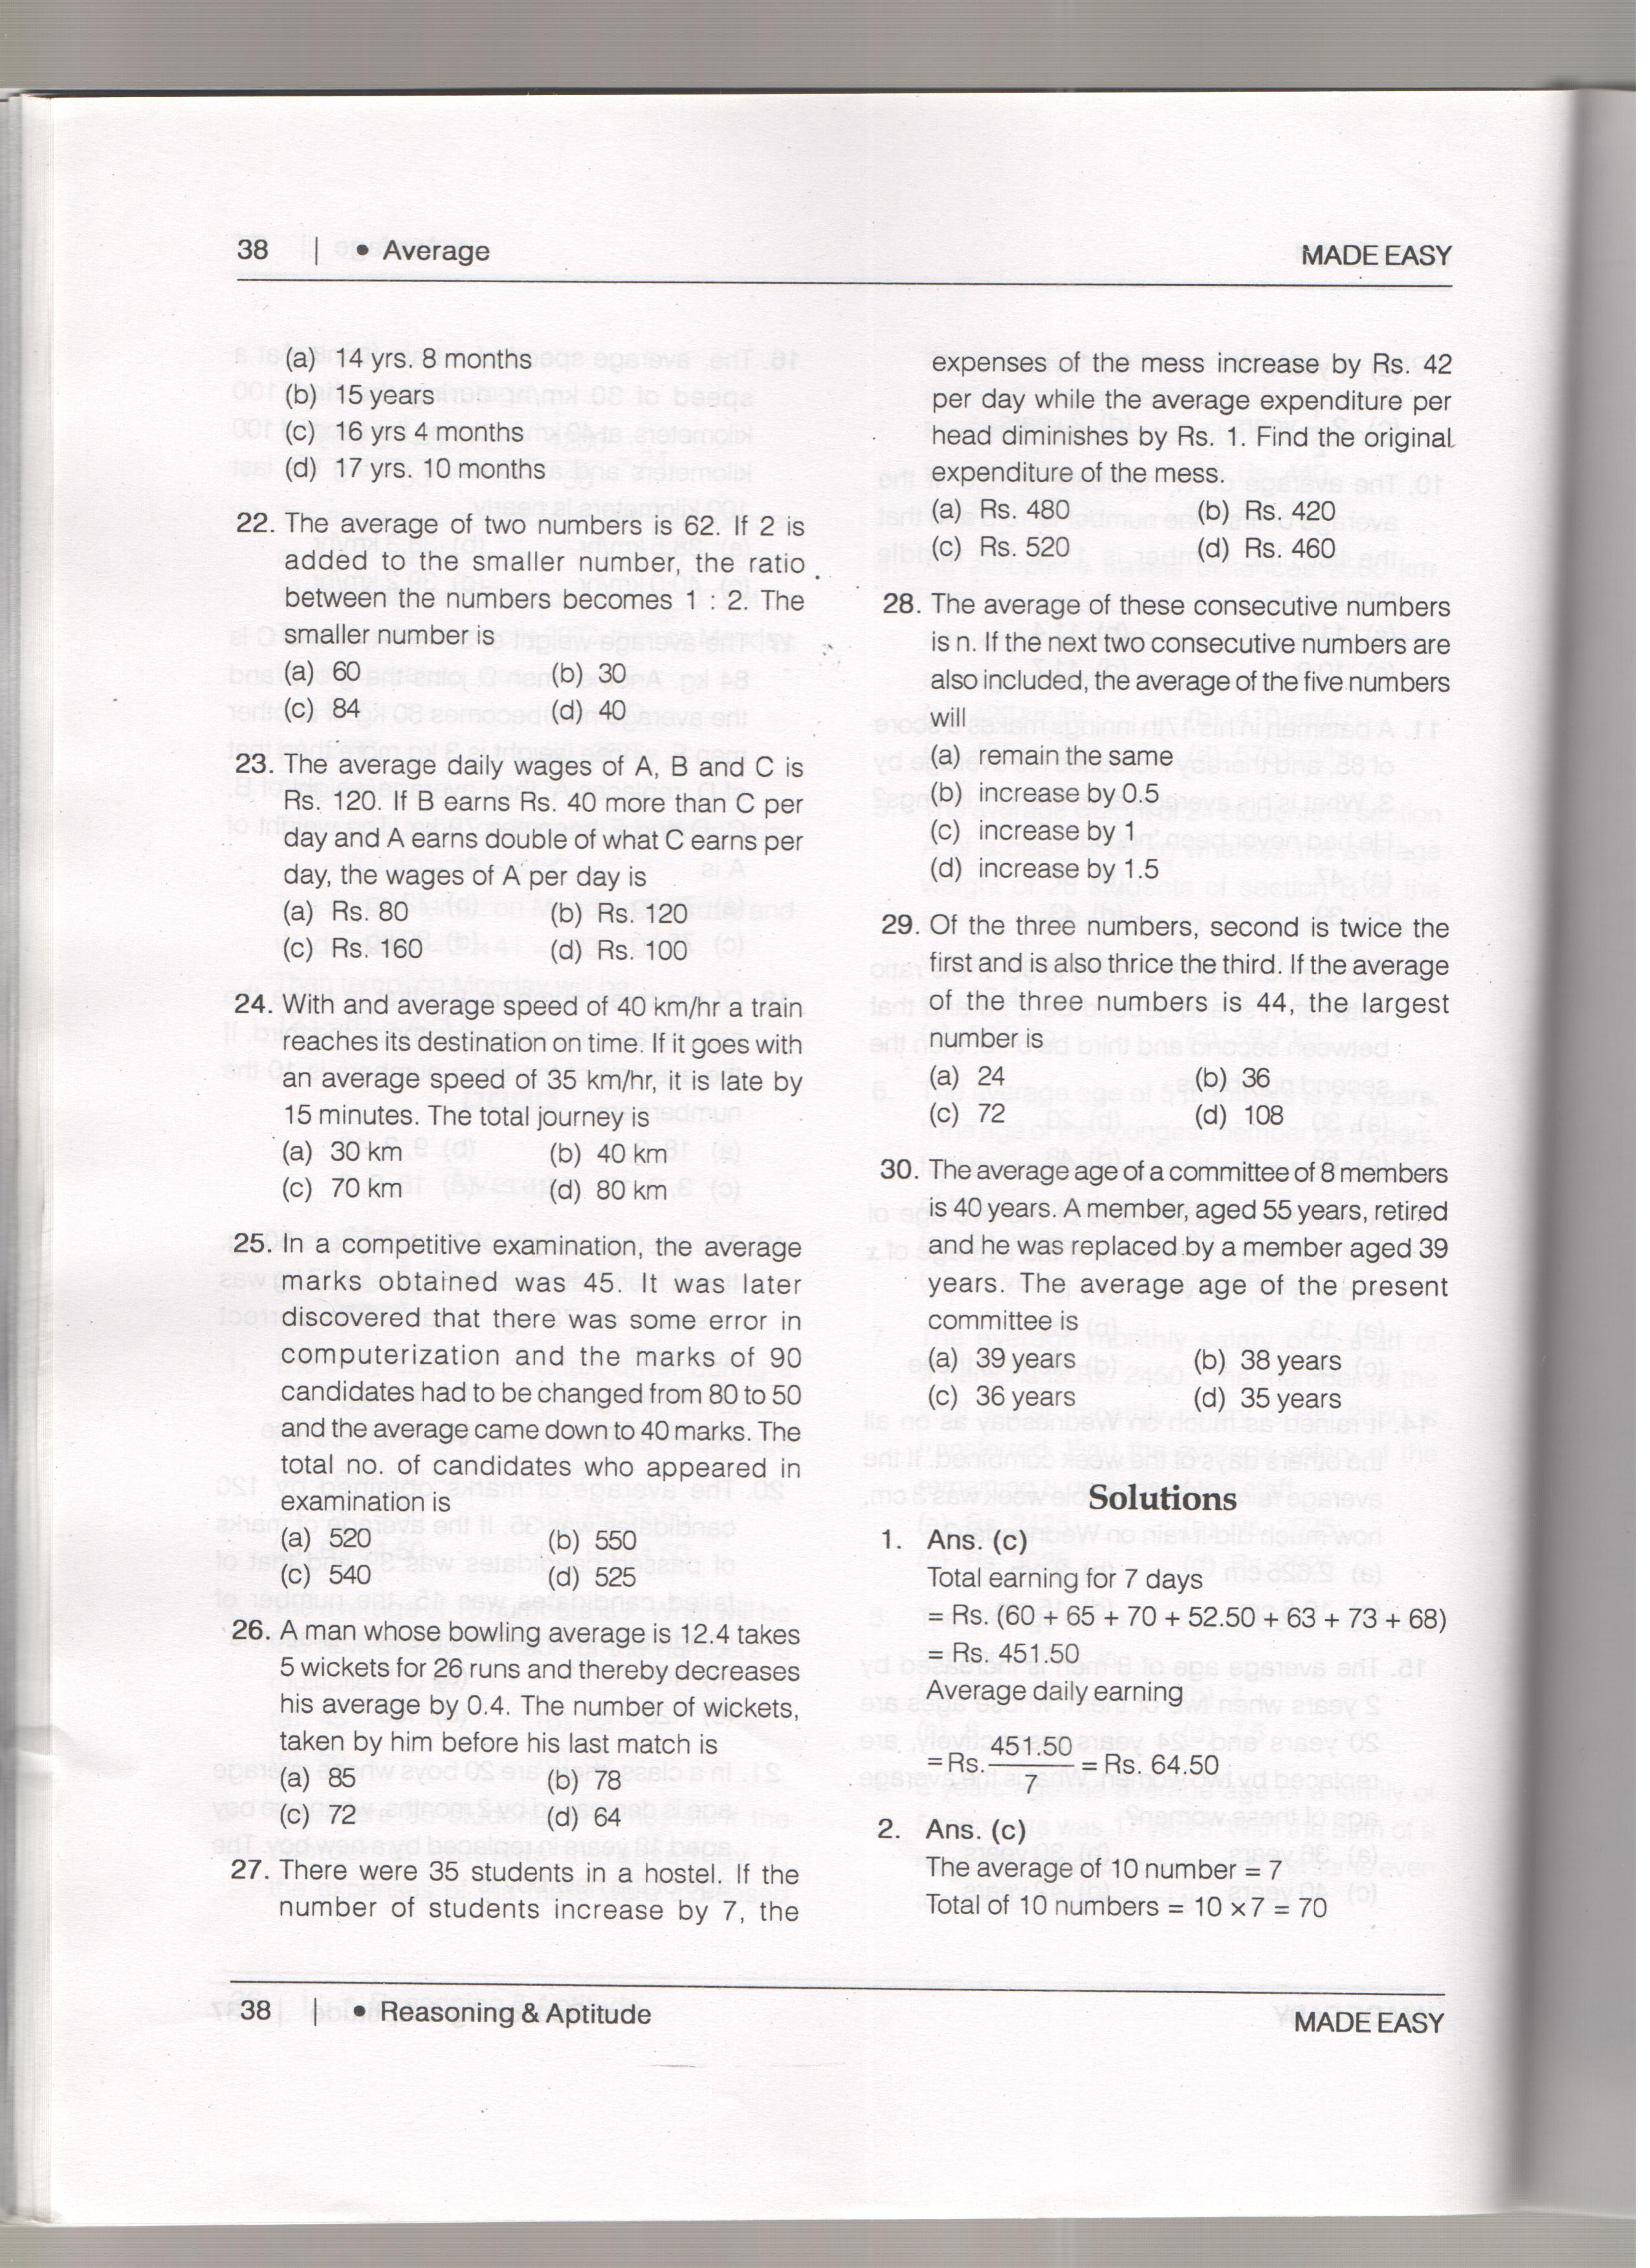 38 | • Average MADE EASY
(a) 14 yrs. 8 months
(b) 15 years
(c) 16 yrs 4 months
(d) 17 yrs. 10 months
22. The average of two numbers is 62. If 2 is
added to the smaller number, the ratio
between the numbers becomes 1 : 2. The
smaller number is
(a) 60 (b) 30
(c) 84 (d) 40
23. The average daily wages of A, B and C is
Rs. 120. If B earns Rs. 40 more than C per
day and A earns double of what C earns per
day, the wages of A per day is
(a) Rs. 80 (b) Rs. 120
(c) Rs. 160 (d) Rs. 100
24. With and average speed of 40 km/hr a train
reaches its destination on time. If it goes with
an average speed of 35 km/hr, it is late by
15 minutes. The total journey is
(a) 30 km (b) 40 km
(c) 70 km (d) 80 km
25. In a competitive examination, the average
marks obtained was 45. It was later
discovered that there was some error in
computerization and the marks of 90
candidates had to be changed from 80 to 50
and the average came down to 40 marks. The
total no. of candidates who appeared in
examination is
(a) 520 (b) 550
(c) 540 (d) 525
26. A man whose bowling average is 12.4 takes
5 wickets for 26 runs and thereby decreases
his average by 0.4. The number of wickets,
taken by him before his last match is
(a) 85 (b) 78
(c) 72 (d) 64
27. There were 35 students in a hostel. If the
number of students increase by 7, the
expenses of the mess increase by Rs. 42
per day while the average expenditure per
head diminishes by Rs. 1. Find the original
expenditure of the mess.
(a) Rs. 480 (b) Rs. 420
(c) Rs. 520 (d) Rs. 460
28. The average of these consecutive numbers
is n. If the next two consecutive numbers are
also included, the average of the five numbers
will
(a) remain the same
(b) increase by 0.5
(c) increase by 1
(d) increase by 1.5
29. Of the three numbers, second is twice the
first and is also thrice the third. If the average
of the three numbers is 44, the largest
number is
(a) 24 (b) 36
(c) 72 (d) 108
30. The average age of a committee of 8 members
is 40 years. A member, aged 55 years, retired
and he was replaced by a member aged 39
years. The average age of the present
committee is
(a) 39 years (b) 38 years
(c) 36 years (d) 35 years
Solutions
1. Ans. (c)
Total earning for 7 days
= Rs. (60 + 65 + 70 + 52.50 + 63 + 73 + 68)
= Rs. 451.50
Average daily earning
= Rs. 451.50 / 7 = Rs. 64.50
2. Ans. (c)
The average of 10 number = 7
Total of 10 numbers = 10 × 7 = 70
38 | • Reasoning & Aptitude MADE EASY